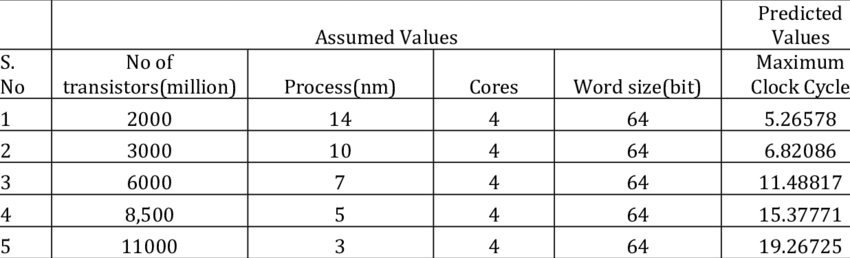 Assumed Values Predicted Values
S. No No of transistors(million) Process(nm) Cores Word size(bit) Maximum Clock Cycle
1 2000 14 4 64 5.26578
2 3000 10 4 64 6.82086
3 6000 7 4 64 11.48817
4 8,500 5 4 64 15.37771
5 11000 3 4 64 19.26725